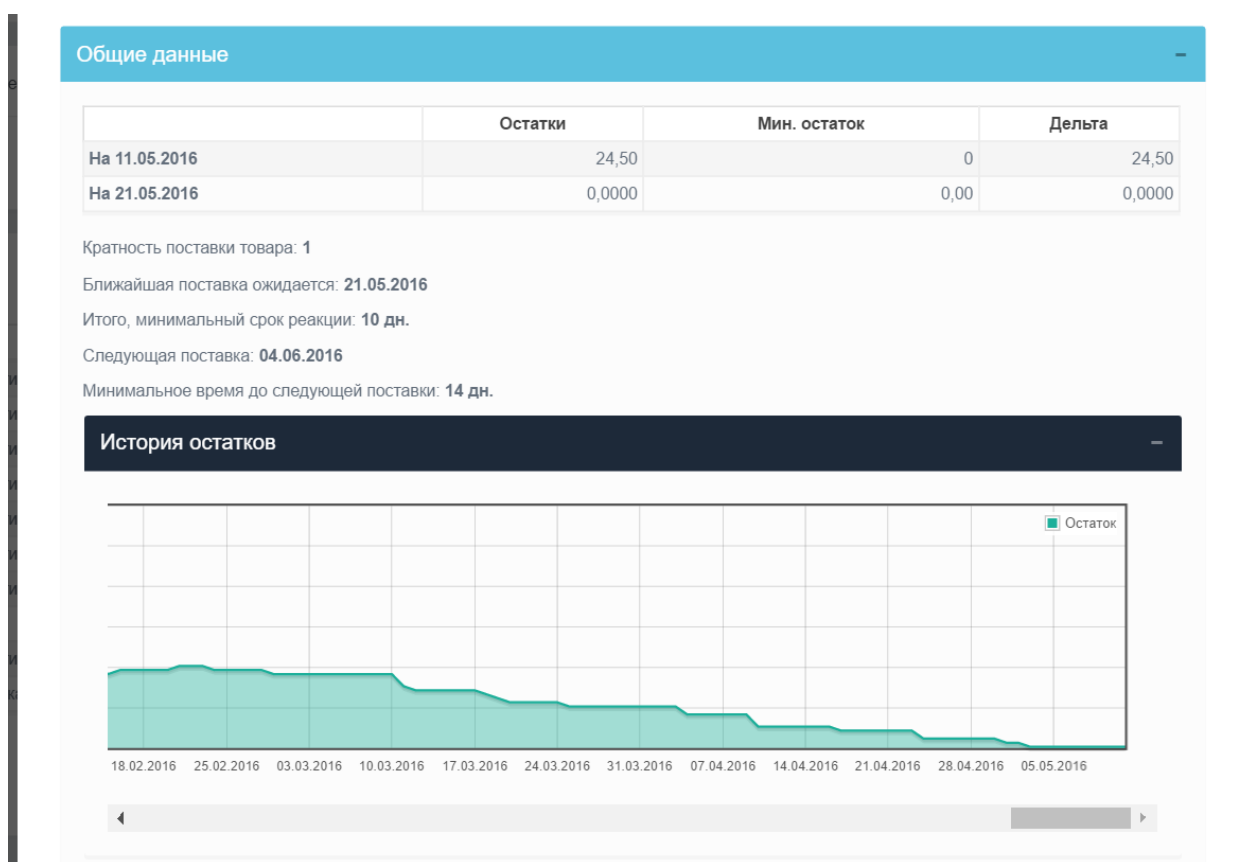 Общие данные
Остатки Мин. остаток Дельта
На 11.05.2016 24,50 0 24,50
На 21.05.2016 0,0000 0,00 0,0000
Кратность поставки товара: 1
Ближайшая поставка ожидается: 21.05.2016
Итого, минимальный срок реакции: 10 дн.
Следующая поставка: 04.06.2016
Минимальное время до следующей поставки: 14 дн.
История остатков
Остаток
18.02.2016 25.02.2016 03.03.2016 10.03.2016 17.03.2016 24.03.2016 31.03.2016 07.04.2016 14.04.2016 21.04.2016 28.04.2016 05.05.2016